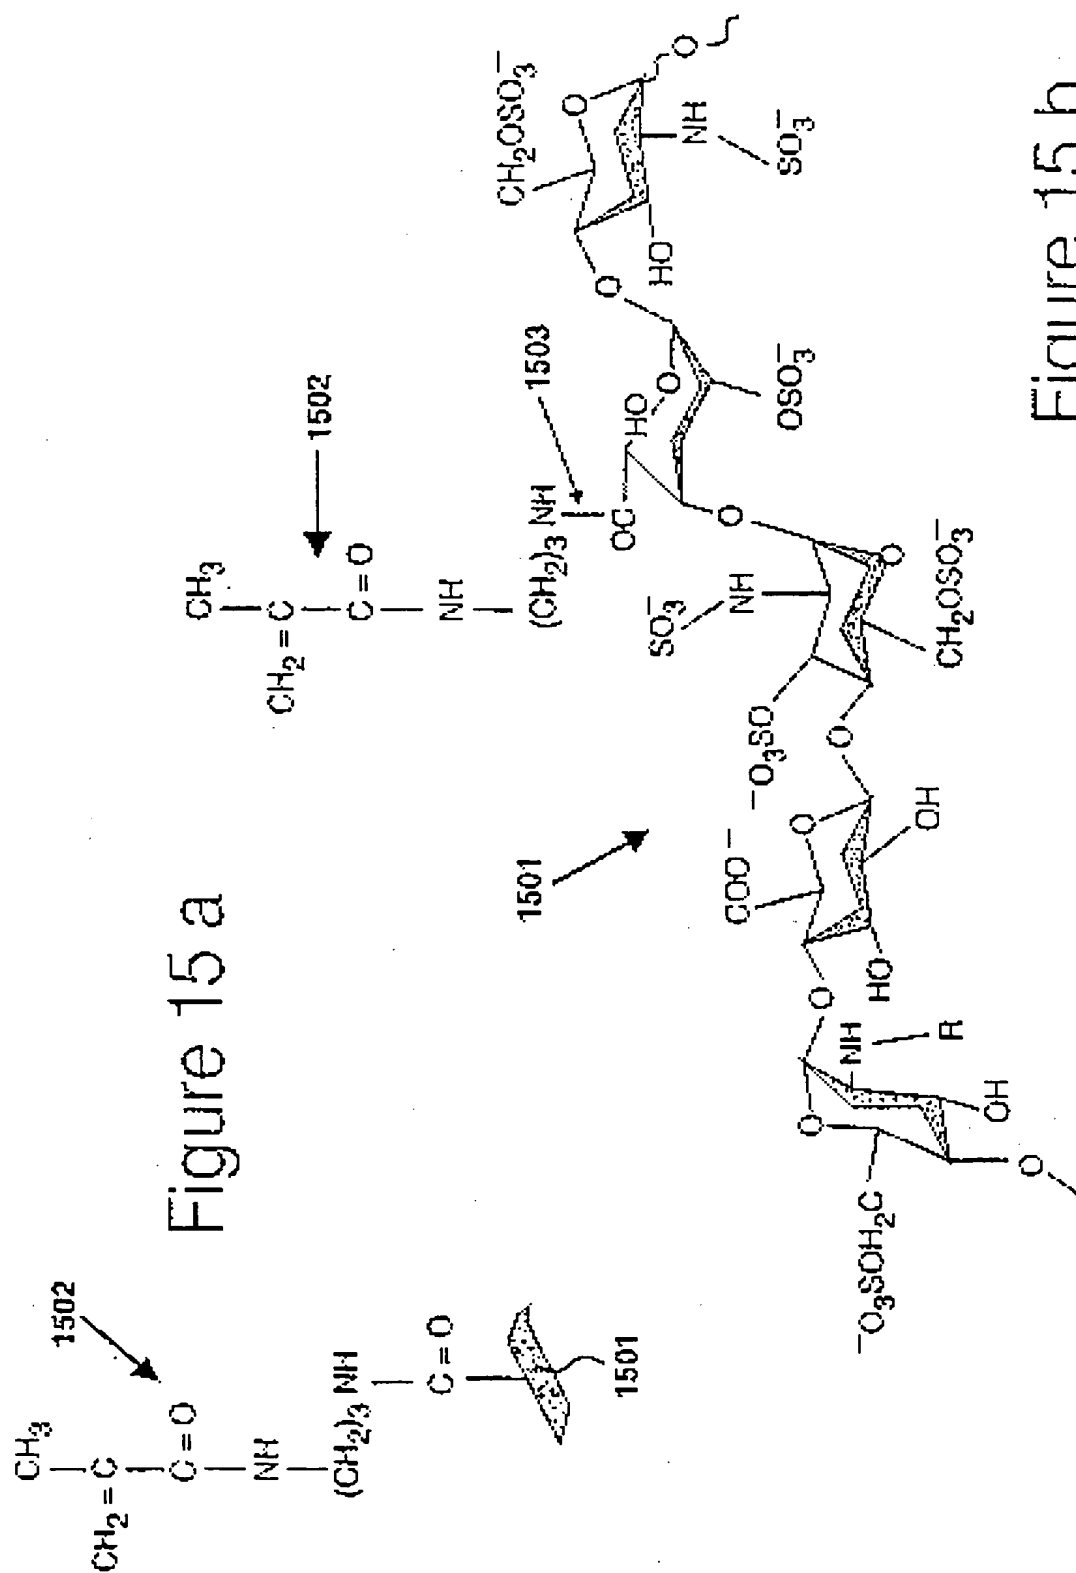 Figure 15 a
1502
CH3
CH2=C
C=O
NH
(CH2)3 NH
C=O
1501
Figure 15 b
1502
CH3
CH2=C
C=O
NH
(CH2)3 NH
1503
OC
HO
O
1501
⁻O3SOH2C
O
NH
R
OH
O
O
COO⁻
O
HO
OH
O
⁻O3SO
SO3⁻
NH
O
CH2OSO3⁻
O
OSO3⁻
O
CH2OSO3⁻
O
HO
NH
SO3⁻
O